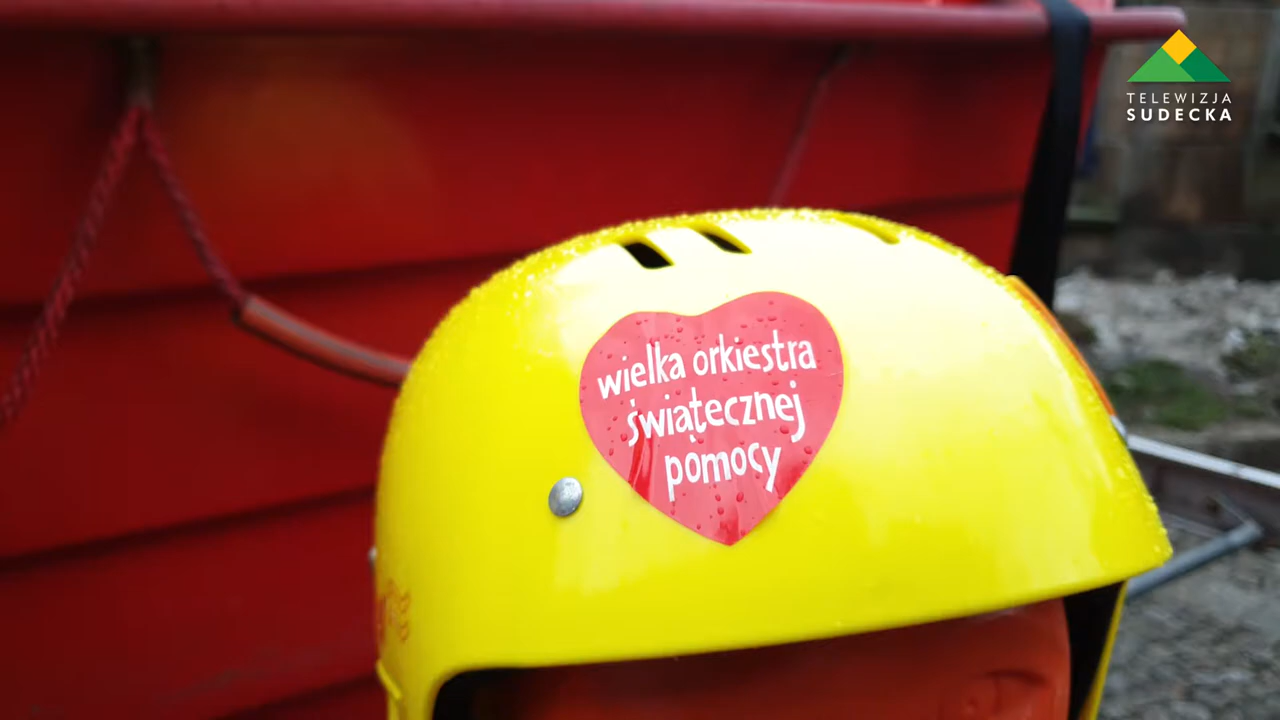 TELEWIZJA
SUDECKA
wielka orkiestra
świątecznej
pomocy